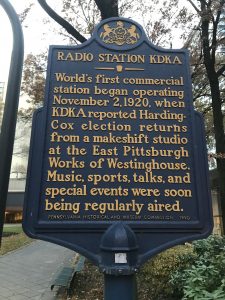 RADIO STATION KDKA
World's first commercial
station began operating
November 2,1920, when
KDKA reported Harding-
Cox election returns
from a makeshift studio
at the East Pittsburgh
Works of Westinghouse.
Music, sports, talks, and
special events were soon
being regularly aired.
PENNSYLVANIA HISTORICAL AND MUSEUM COMMISSION 1990